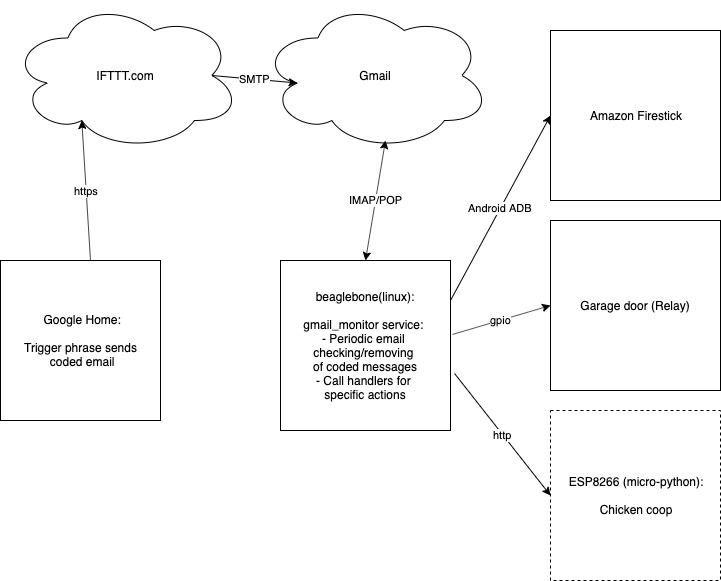 IFTTT.com
SMTP
Gmail
Amazon Firestick
https
IMAP/POP
Android ADB
Google Home:
Trigger phrase sends
coded email
beaglebone(linux):
gmail_monitor service:
- Periodic email
checking/removing
of coded messages
- Call handlers for
specific actions
gpio
Garage door (Relay)
http
ESP8266 (micro-python):
Chicken coop